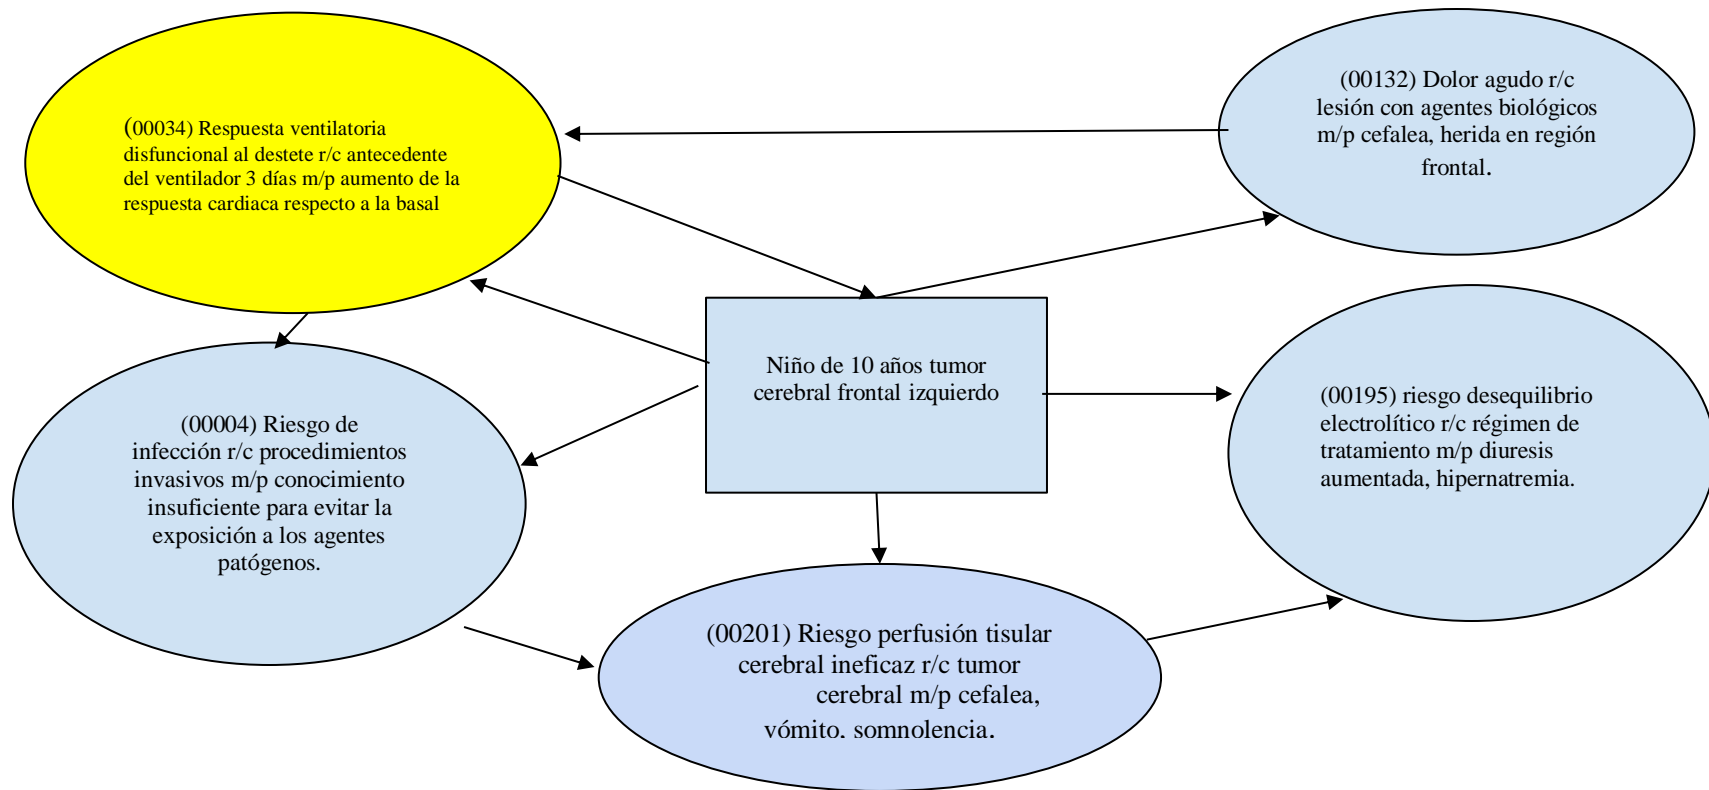 (00034) Respuesta ventilatoria
disfuncional al destete r/c antecedente
del ventilador 3 días m/p aumento de la
respuesta cardiaca respecto a la basal
(00132) Dolor agudo r/c
lesión con agentes biológicos
m/p cefalea, herida en región
frontal.
Niño de 10 años tumor
cerebral frontal izquierdo
(00004) Riesgo de
infección r/c procedimientos
invasivos m/p conocimiento
insuficiente para evitar la
exposición a los agentes
patógenos.
(00195) riesgo desequilibrio
electrolítico r/c régimen de
tratamiento m/p diuresis
aumentada, hipernatremia.
(00201) Riesgo perfusión tisular
cerebral ineficaz r/c tumor
cerebral m/p cefalea,
vómito, somnolencia.